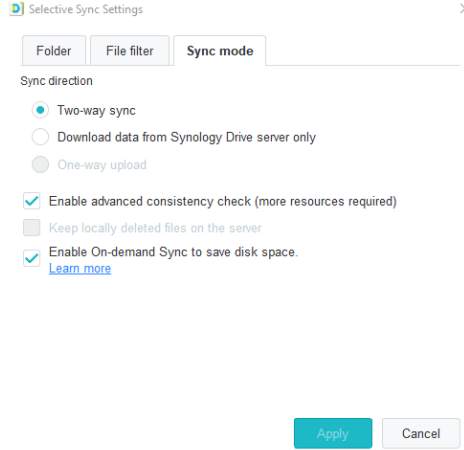 Selective Sync Settings
Folder
File filter
Sync mode
Sync direction
Two-way sync
Download data from Synology Drive server only
One-way upload
Enable advanced consistency check (more resources required)
Keep locally deleted files on the server
Enable On-demand Sync to save disk space.
Learn more
Apply
Cancel